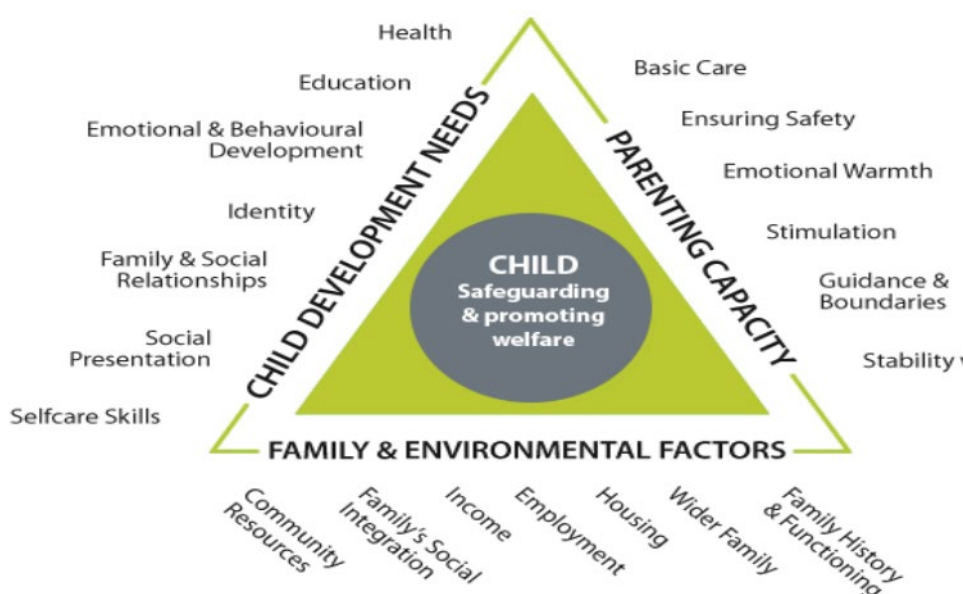 Health
Education
Emotional & Behavioural
Development
Identity
Family & Social
Relationships
Social
Presentation
Selfcare Skills
CHILD DEVELOPMENT NEEDS
CHILD
Safeguarding
& promoting
welfare
PARENTING CAPACITY
Basic Care
Ensuring Safety
Emotional Warmth
Stimulation
Guidance &
Boundaries
Stability
FAMILY & ENVIRONMENTAL FACTORS
Community
Resources
Family's Social
Integration
Income
Employment
Housing
Wider Family
Family History
& Functioning